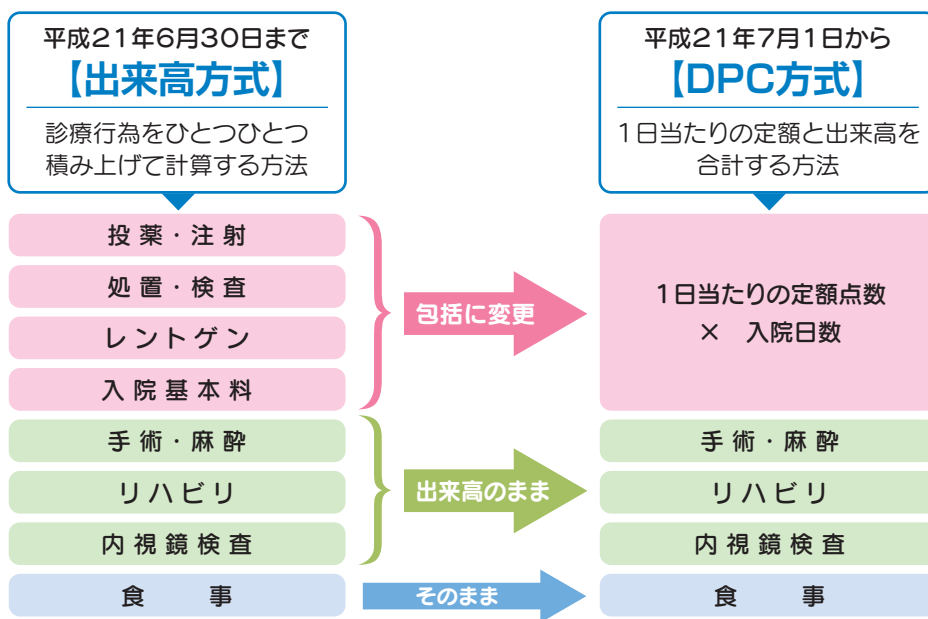 平成21年6月30日まで
【出来高方式】
診療行為をひとつひとつ
積み上げて計算する方法
投薬・注射
処置・検査
レントゲン
入院基本料
手術・麻酔
リハビリ
内視鏡検査
食事
包括に変更
出来高のまま
そのまま
平成21年7月1日から
【DPC方式】
1日当たりの定額と出来高を
合計する方法
1日当たりの定額点数
× 入院日数
手術・麻酔
リハビリ
内視鏡検査
食事